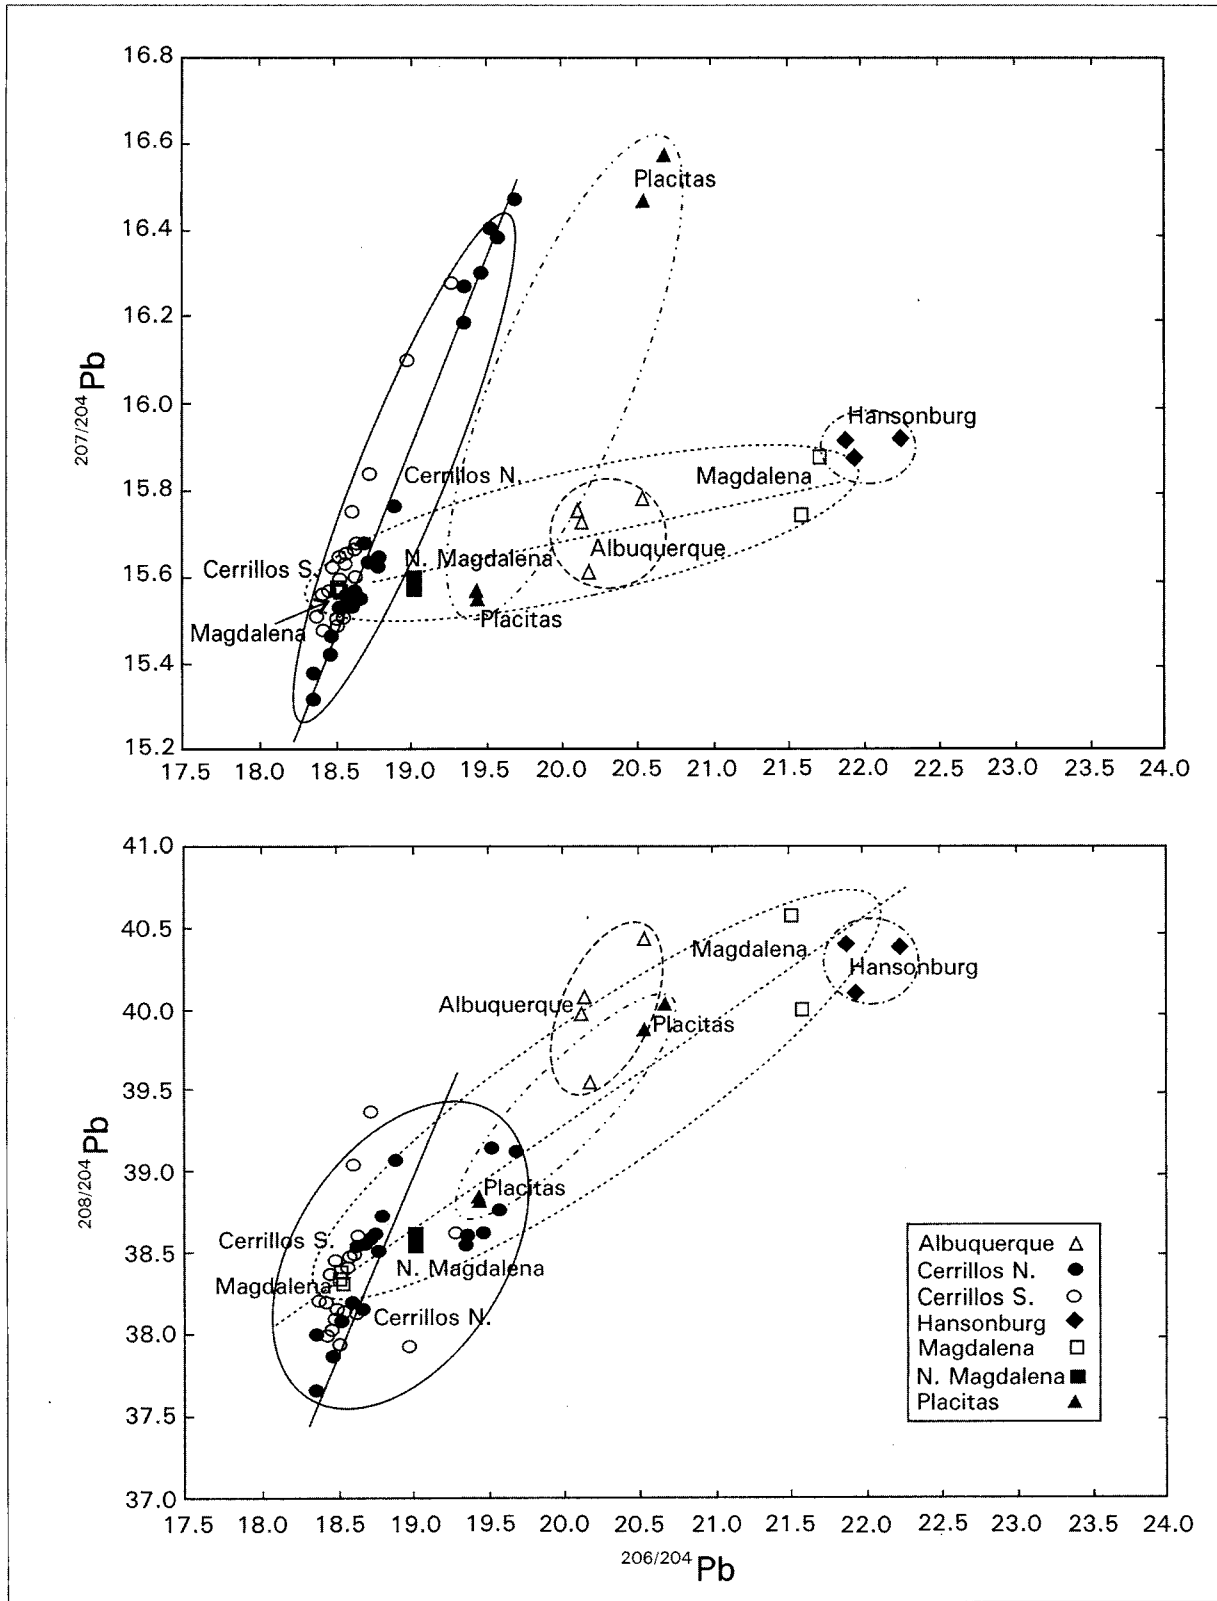 16.8
16.6
16.4
16.2
16.0
15.8
15.6
15.4
15.2
207/204Pb
Placitas
Hansonburg
Cerrillos N.
Magdalena
N. Magdalena
Albuquerque
Cerrillos S.
Placitas
Magdalena
17.5 18.0 18.5 19.0 19.5 20.0 20.5 21.0 21.5 22.0 22.5 23.0 23.5 24.0
41.0
40.5
40.0
39.5
39.0
38.5
38.0
37.5
37.0
208/204Pb
Magdalena
Hansonburg
Albuquerque
Placitas
Placitas
Cerrillos S.
N. Magdalena
Magdalena
Cerrillos N.
Albuquerque
Cerrillos N.
Cerrillos S.
Hansonburg
Magdalena
N. Magdalena
Placitas
17.5 18.0 18.5 19.0 19.5 20.0 20.5 21.0 21.5 22.0 22.5 23.0 23.5 24.0
206/204Pb